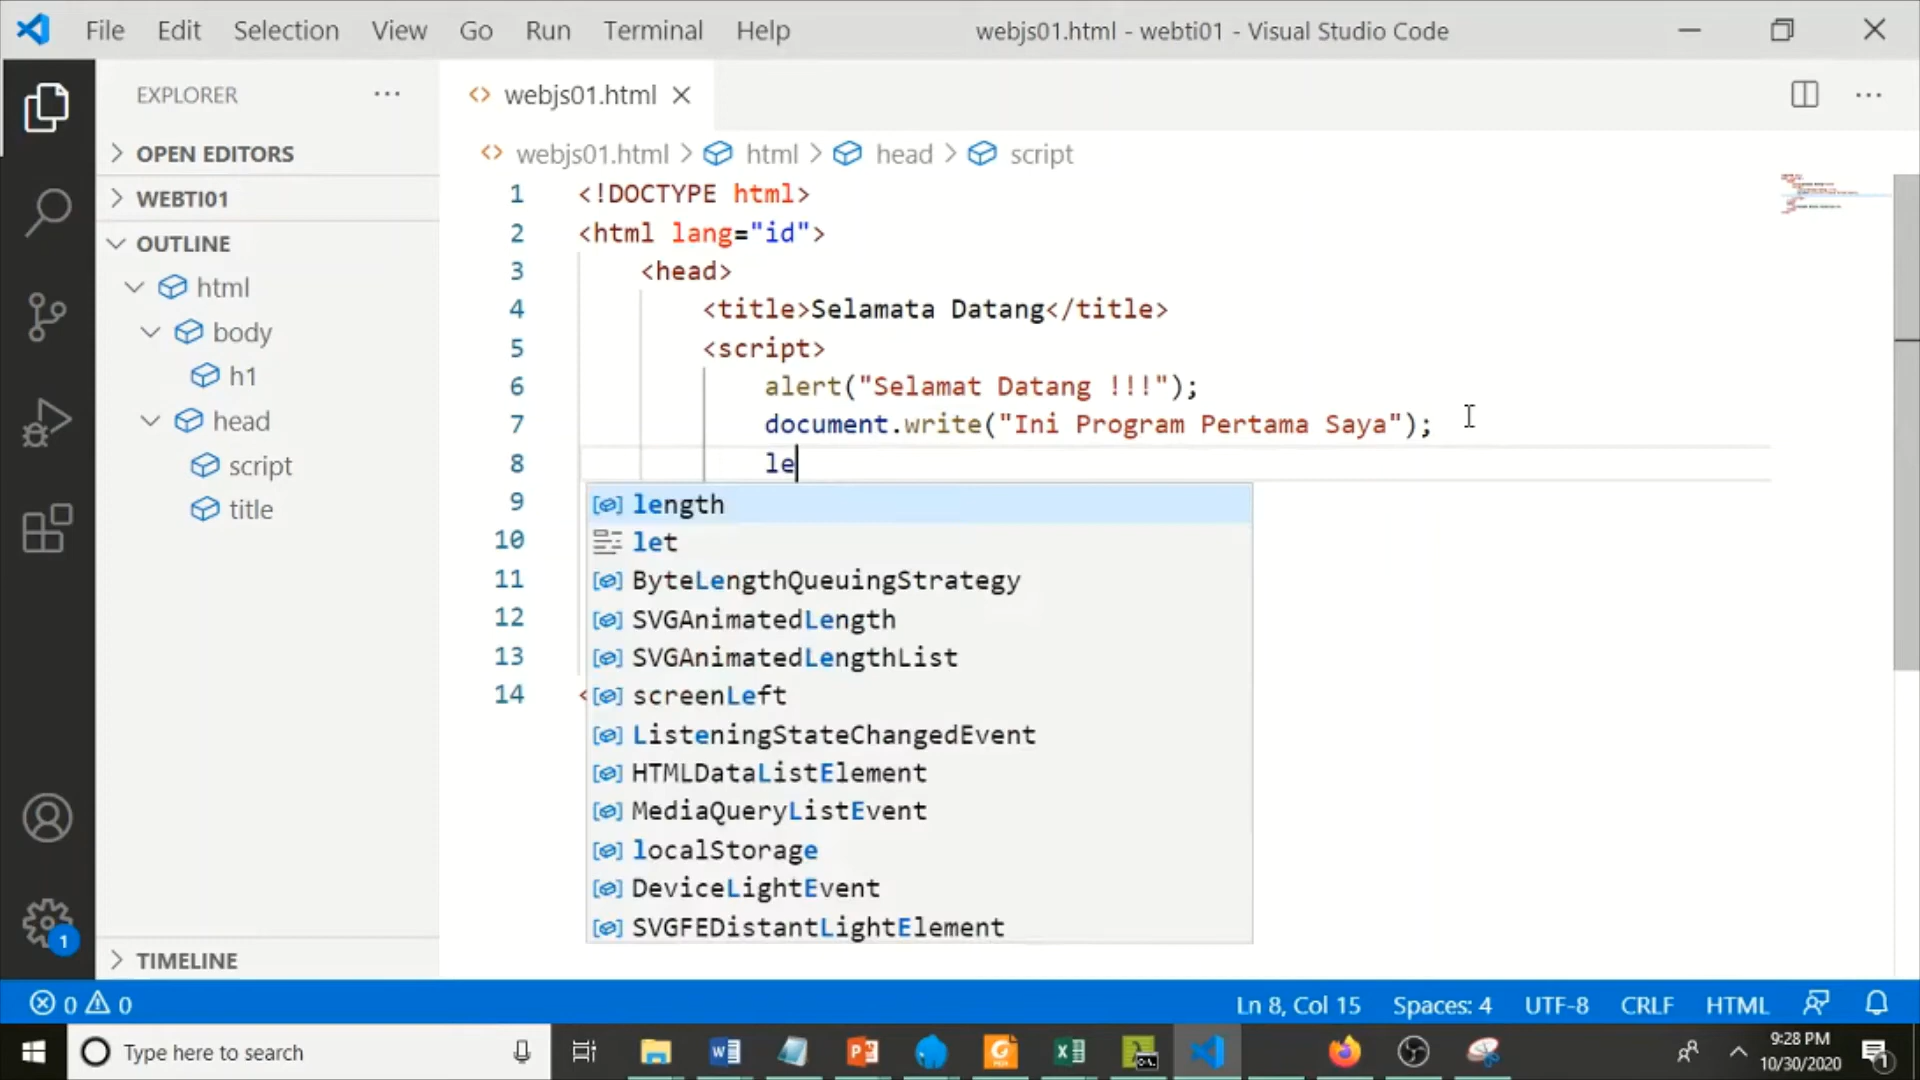 File Edit Selection View Go Run Terminal Help webjs01.html - webti01 - Visual Studio Code
EXPLORER
OPEN EDITORS
WEBTI01
OUTLINE
html
body
h1
head
script
title
TIMELINE
webjs01.html
webjs01.html > html > head > script
1 <!DOCTYPE html>
2 <html lang="id">
3 <head>
4 <title>Selamata Datang</title>
5 <script>
6 alert("Selamat Datang !!!");
7 document.write("Ini Program Pertama Saya");
8 le
9
10
11
12
13
14 <
length
let
ByteLengthQueuingStrategy
SVGAnimatedLength
SVGAnimatedLengthList
screenLeft
ListeningStateChangedEvent
HTMLDataListElement
MediaQueryListEvent
localStorage
DeviceLightEvent
SVGFEDistantLightElement
1
0 0 Ln 8, Col 15 Spaces: 4 UTF-8 CRLF HTML
Type here to search
9:28 PM
10/30/2020
1